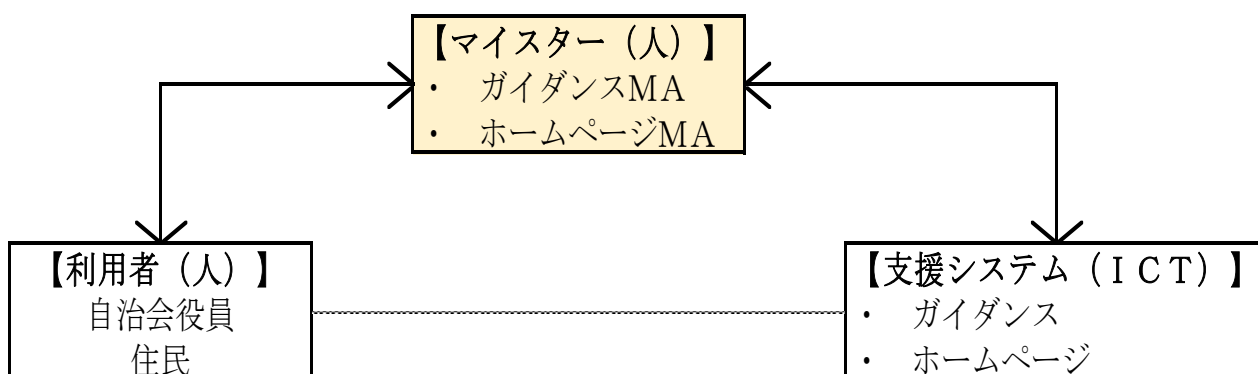 【マイスター（人）】
・　ガイダンスMA
・　ホームページMA
【利用者（人）】
自治会役員
住民
【支援システム（ＩＣＴ）】
・　ガイダンス
・　ホームページ